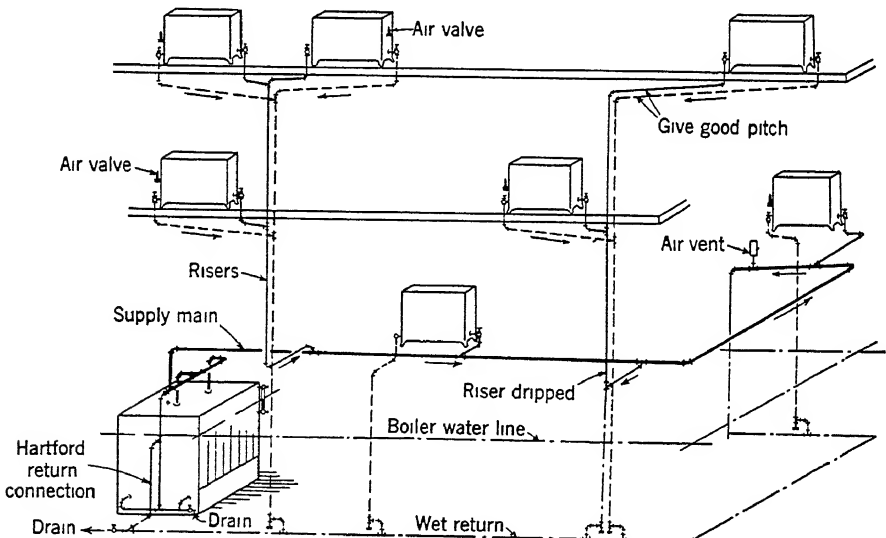 Air valve
Give good pitch
Air valve
Air vent
Risers
Supply main
Riser dripped
Boiler water line
Hartford
return
connection
Drain
Drain
Wet return